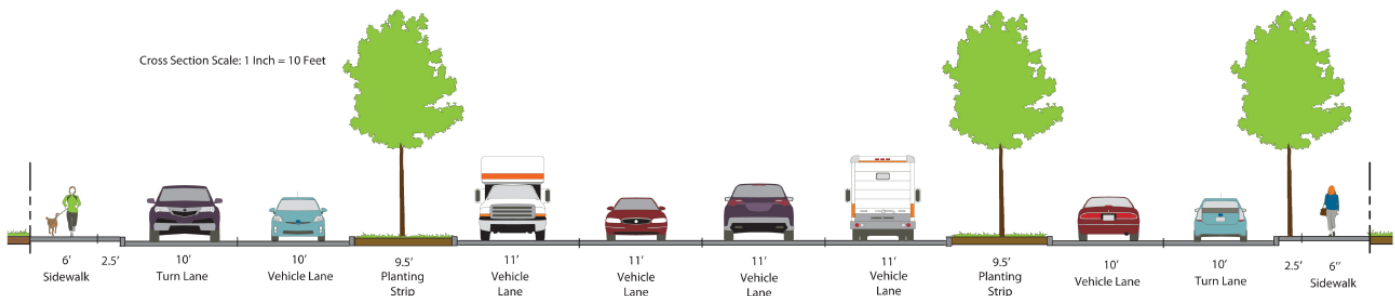 Cross Section Scale: 1 Inch = 10 Feet
6’
Sidewalk
2.5’
10’
Turn Lane
10’
Vehicle Lane
9.5’
Planting
Strip
11’
Vehicle
Lane
11’
Vehicle
Lane
11’
Vehicle
Lane
11’
Vehicle
Lane
9.5’
Planting
Strip
10’
Vehicle Lane
10’
Turn Lane
2.5’
6’’
Sidewalk